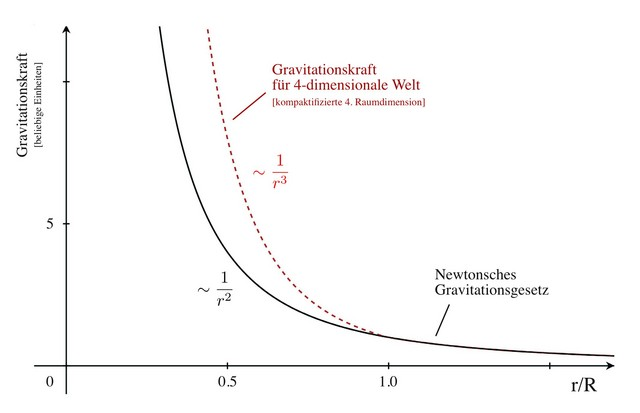 Gravitationskraft
[beliebige Einheiten]
Gravitationskraft
für 4-dimensionale Welt
[kompaktifizierte 4. Raumdimension]
∼ 1/r³
5
∼ 1/r²
Newtonsches
Gravitationsgesetz
0
0.5
1.0
r/R